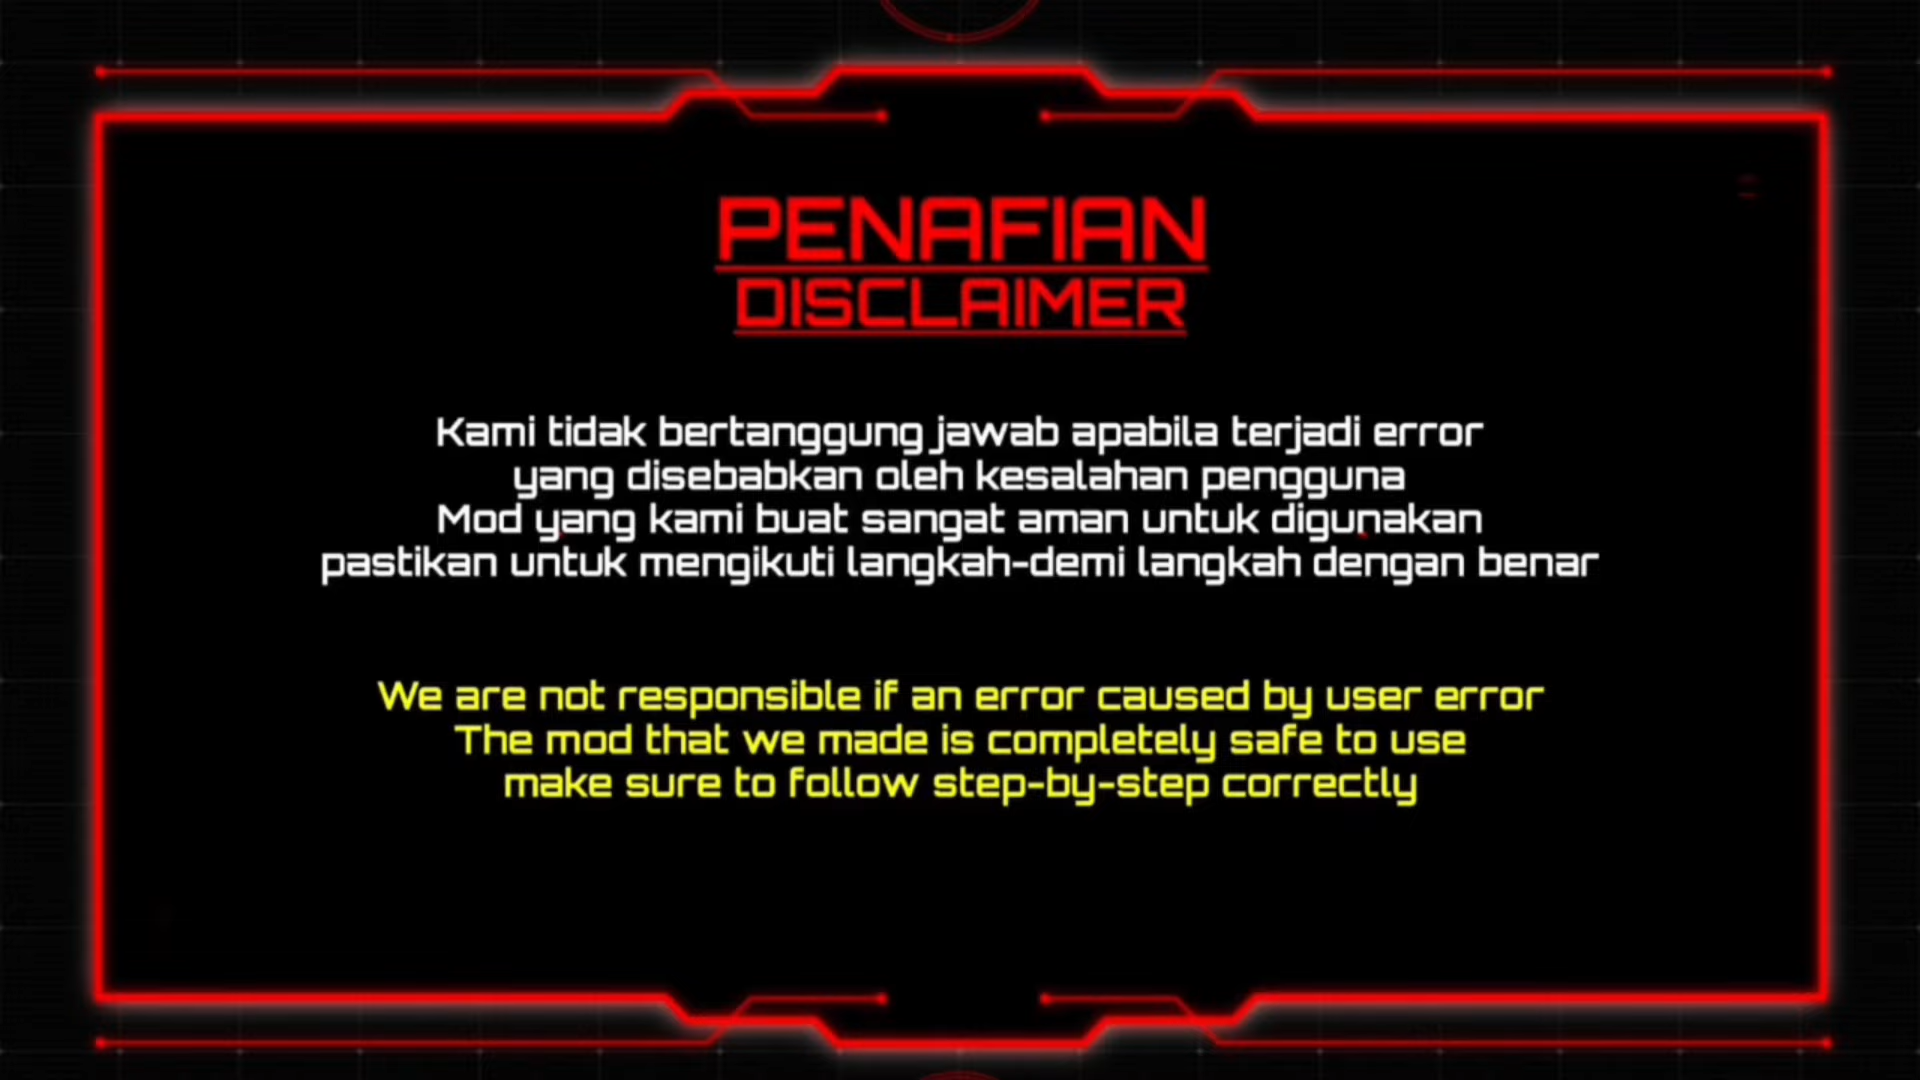 PENAFIAN
DISCLAIMER
Kami tidak bertanggung jawab apabila terjadi error
yang disebabkan oleh kesalahan pengguna
Mod yang kami buat sangat aman untuk digunakan
pastikan untuk mengikuti langkah-demi langkah dengan benar
We are not responsible if an error caused by user error
The mod that we made is completely safe to use
make sure to follow step-by-step correctly